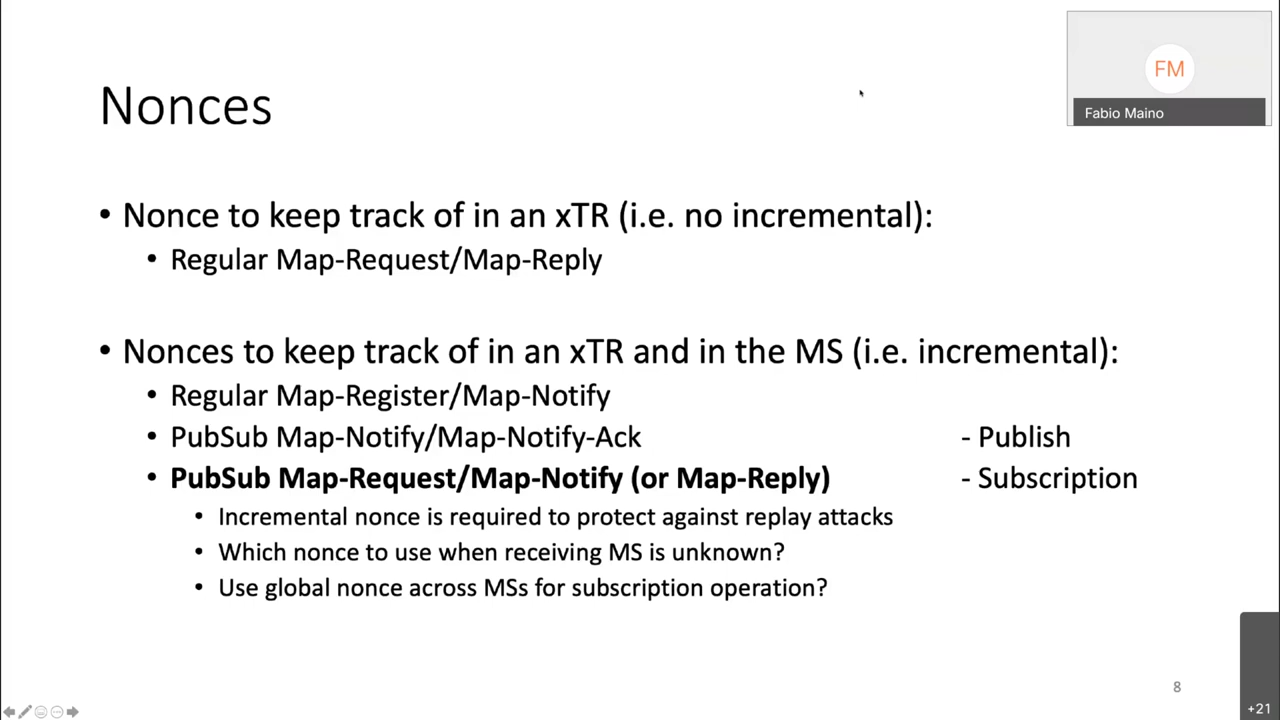 FM
Fabio Maino
Nonces
• Nonce to keep track of in an xTR (i.e. no incremental):
• Regular Map-Request/Map-Reply
• Nonces to keep track of in an xTR and in the MS (i.e. incremental):
• Regular Map-Register/Map-Notify
• PubSub Map-Notify/Map-Notify-Ack - Publish
• PubSub Map-Request/Map-Notify (or Map-Reply) - Subscription
• Incremental nonce is required to protect against replay attacks
• Which nonce to use when receiving MS is unknown?
• Use global nonce across MSs for subscription operation?
8
+21